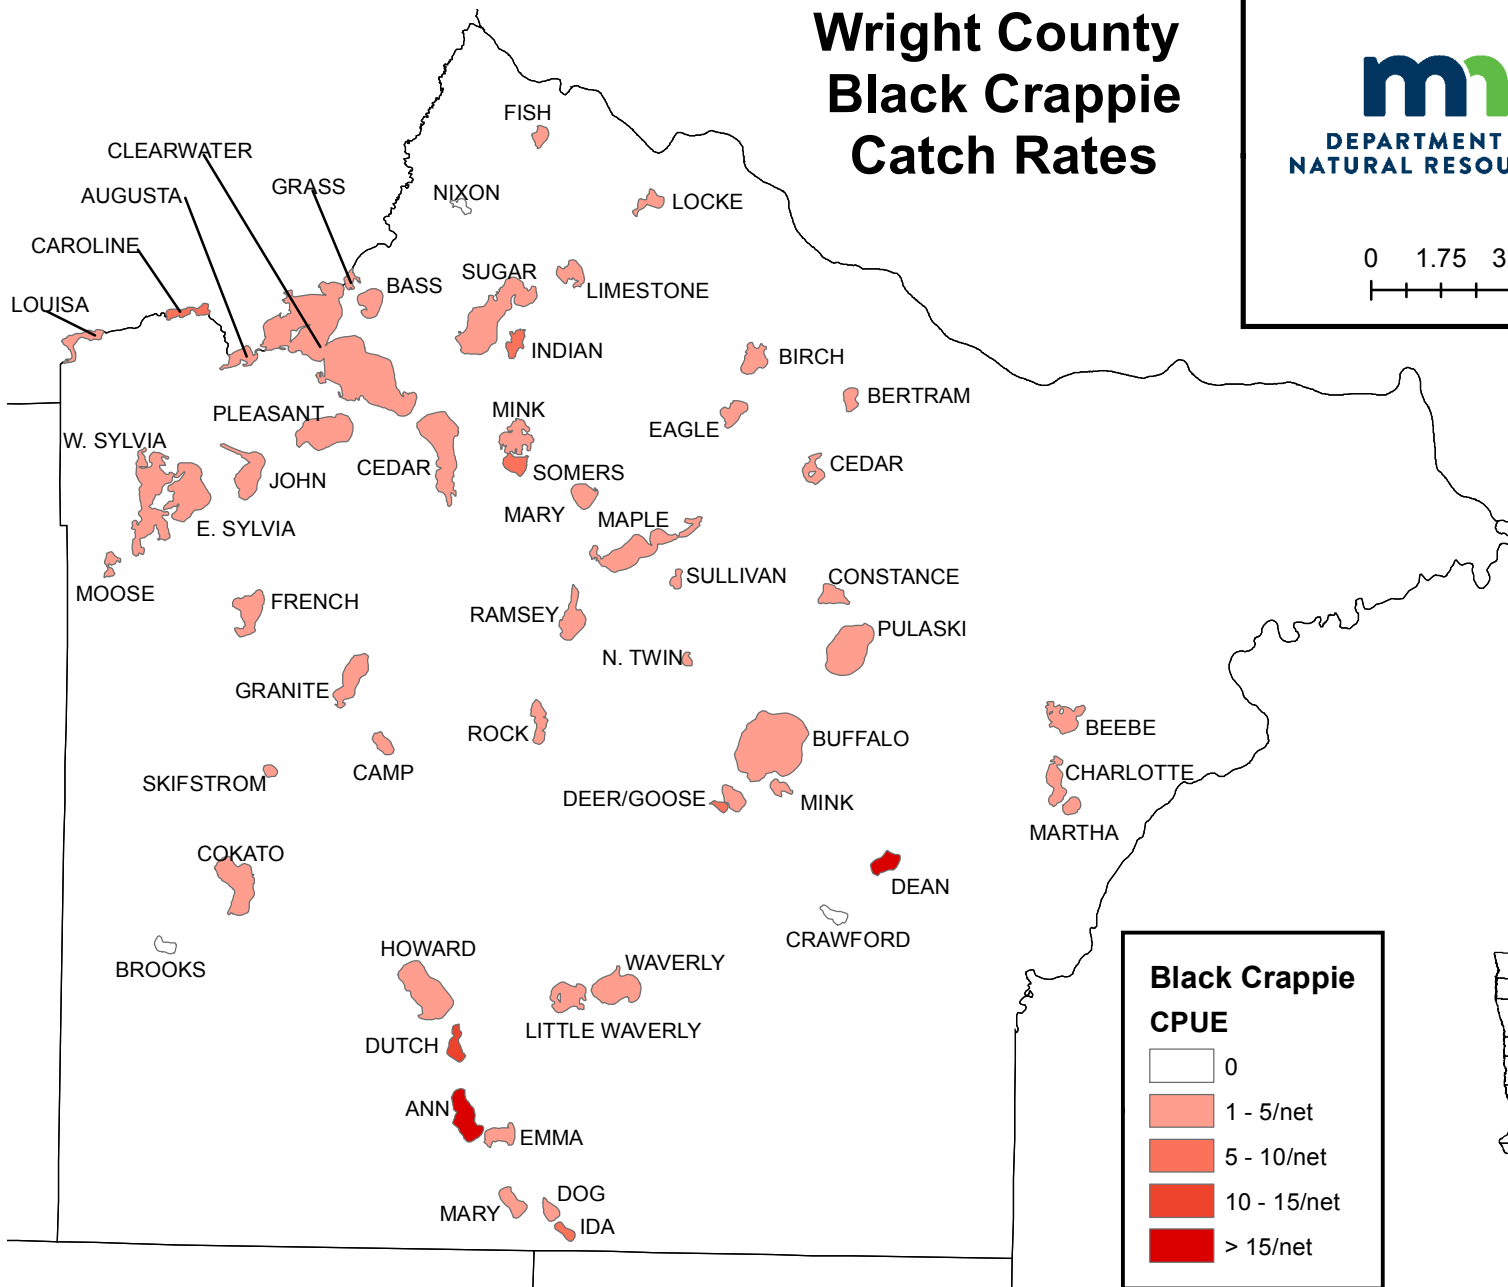 Wright County
Black Crappie
Catch Rates
DEPARTMENT
NATURAL RESOU
0 1.75 3
FISH
CLEARWATER
AUGUSTA
GRASS
NIXON
LOCKE
CAROLINE
LOUISA
BASS
SUGAR
LIMESTONE
INDIAN
BIRCH
BERTRAM
EAGLE
PLEASANT
MINK
W. SYLVIA
JOHN
CEDAR
SOMERS
CEDAR
E. SYLVIA
MARY
MAPLE
MOOSE
FRENCH
SULLIVAN
CONSTANCE
RAMSEY
PULASKI
N. TWIN
GRANITE
ROCK
BUFFALO
BEEBE
CAMP
SKIFSTROM
DEER/GOOSE
MINK
CHARLOTTE
MARTHA
COKATO
DEAN
CRAWFORD
BROOKS
HOWARD
WAVERLY
LITTLE WAVERLY
DUTCH
ANN
EMMA
MARY
DOG
IDA
Black Crappie
CPUE
0
1 - 5/net
5 - 10/net
10 - 15/net
> 15/net